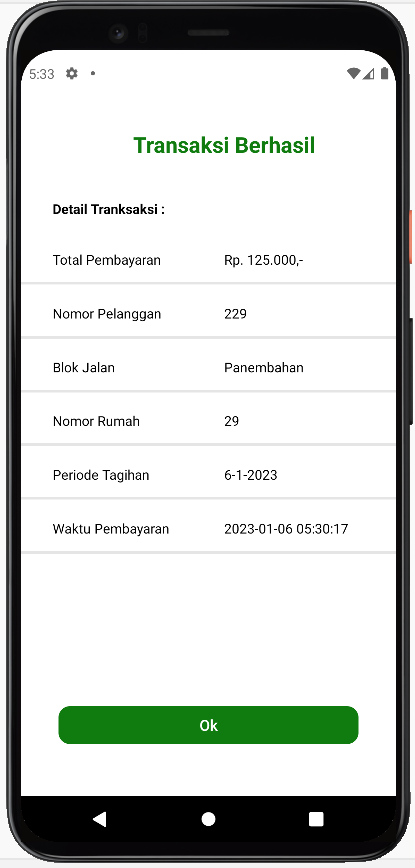 5:33
Transaksi Berhasil
Detail Tranksaksi :
Total Pembayaran Rp. 125.000,-
Nomor Pelanggan 229
Blok Jalan Panembahan
Nomor Rumah 29
Periode Tagihan 6-1-2023
Waktu Pembayaran 2023-01-06 05:30:17
Ok